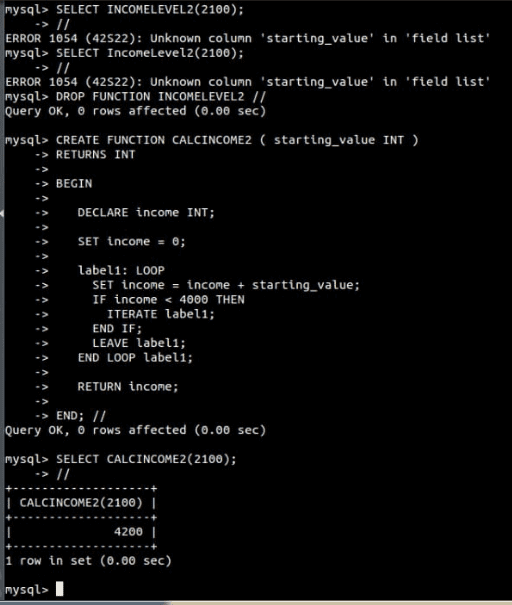 mysql> SELECT INCOMELEVEL2(2100);
    -> //
ERROR 1054 (42S22): Unknown column 'starting_value' in 'field list'
mysql> SELECT IncomeLevel2(2100);
    -> //
ERROR 1054 (42S22): Unknown column 'starting_value' in 'field list'
mysql> DROP FUNCTION INCOMELEVEL2 //
Query OK, 0 rows affected (0.00 sec)

mysql> CREATE FUNCTION CALCINCOME2 ( starting_value INT )
    -> RETURNS INT
    ->
    -> BEGIN
    ->
    ->    DECLARE income INT;
    ->
    ->    SET income = 0;
    ->
    ->    label1: LOOP
    ->      SET income = income + starting_value;
    ->      IF income < 4000 THEN
    ->        ITERATE label1;
    ->      END IF;
    ->      LEAVE label1;
    ->    END LOOP label1;
    ->
    ->    RETURN income;
    ->
    -> END; //
Query OK, 0 rows affected (0.00 sec)

mysql> SELECT CALCINCOME2(2100);
    -> //
+-------------------+
| CALCINCOME2(2100) |
+-------------------+
|              4200 |
+-------------------+
1 row in set (0.00 sec)

mysql>